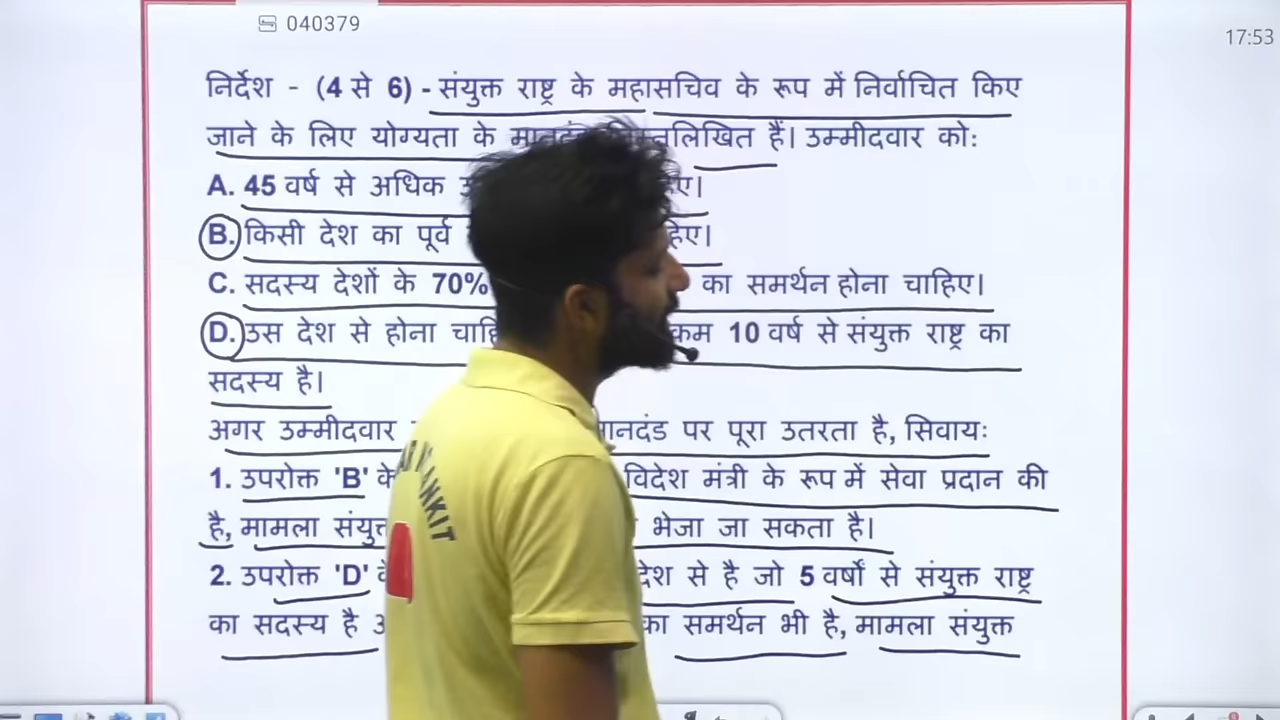 040379
17:53
निर्देश - (4 से 6) - संयुक्त राष्ट्र के महासचिव के रूप में निर्वाचित किए
जाने के लिए योग्यता के लिखित हैं। उम्मीदवार को:
A. 45 वर्ष से अधिक
B. किसी देश का पूर्व
C. सदस्य देशों के 70% का समर्थन होना चाहिए।
D. उस देश से होना कम 10 वर्ष से संयुक्त राष्ट्र का
सदस्य है।
अगर उम्मीदवार पर पूरा उतरता है, सिवाय:
1. उपरोक्त 'B' के विदेश मंत्री के रूप में सेवा प्रदान की
है, मामला भेजा जा सकता है।
2. उपरोक्त 'D' देश से है जो 5 वर्षों से संयुक्त राष्ट्र
का सदस्य है का समर्थन भी है, मामला संयुक्त
ANKIT